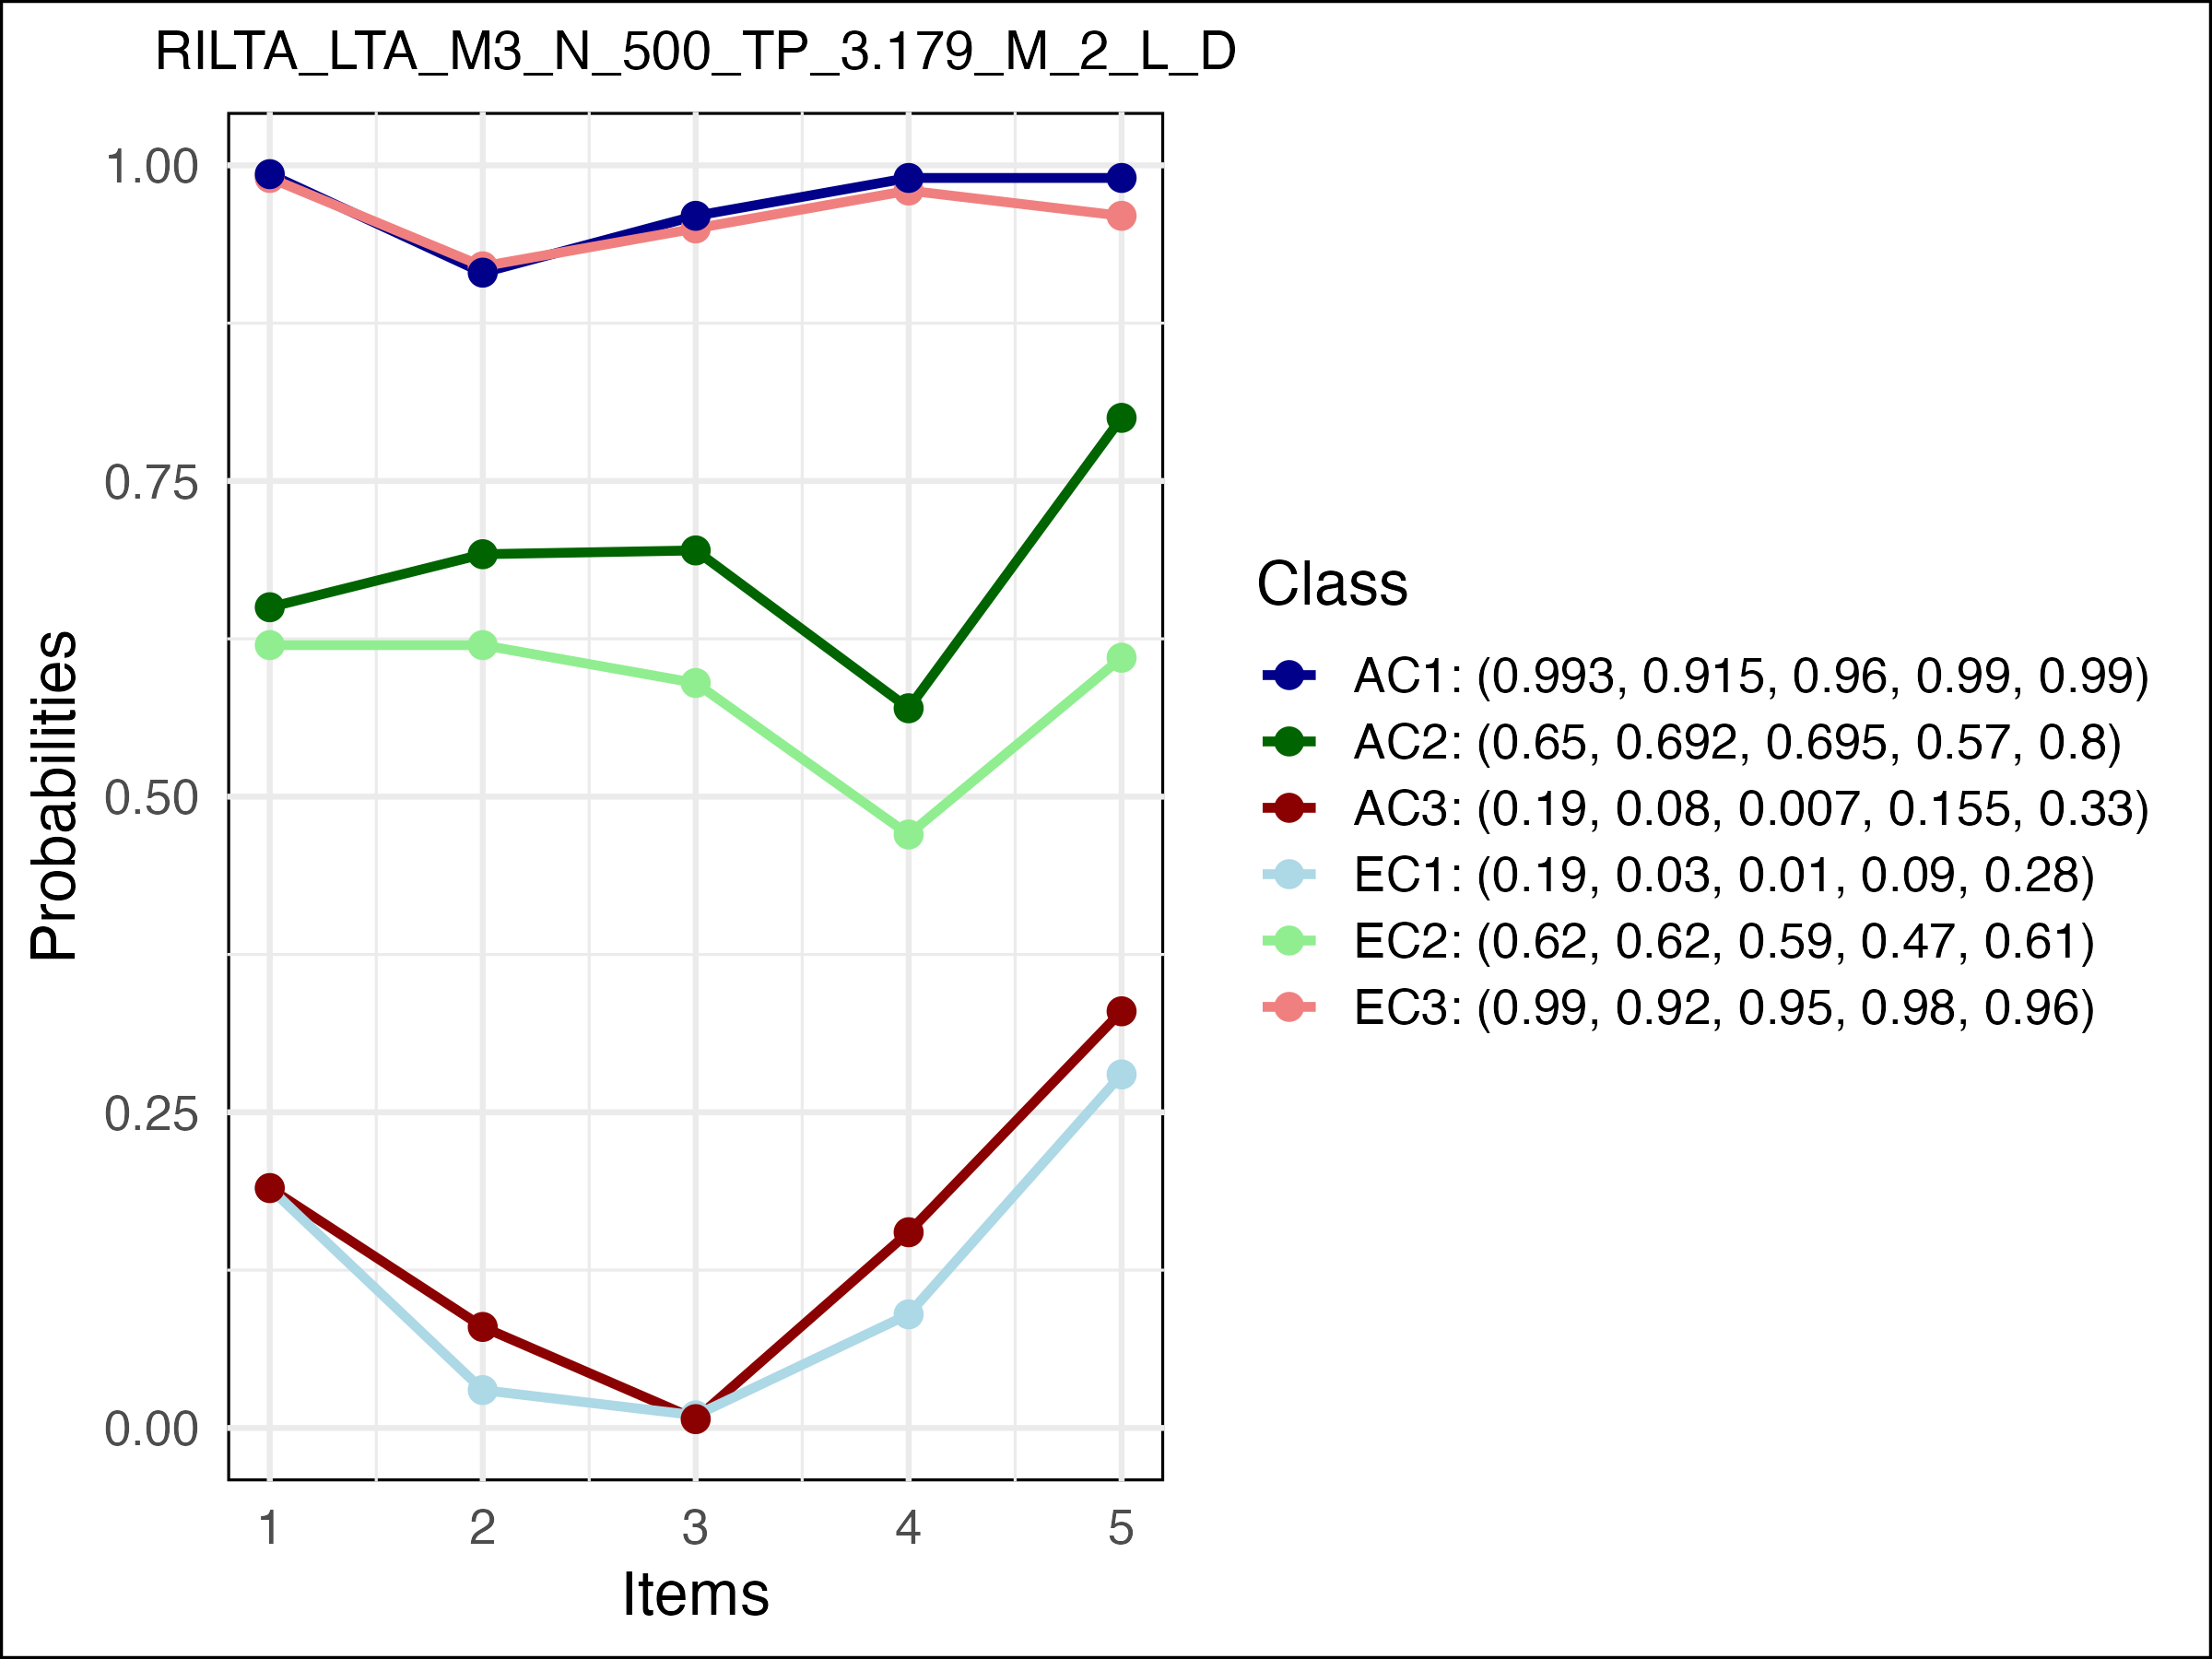 RILTA_LTA_M3_N_500_TP_3.179_M_2_L_D
1.00
0.75
0.50
0.25
0.00
Probabilities
1 2 3 4 5
Items
Class
AC1: (0.993, 0.915, 0.96, 0.99, 0.99)
AC2: (0.65, 0.692, 0.695, 0.57, 0.8)
AC3: (0.19, 0.08, 0.007, 0.155, 0.33)
EC1: (0.19, 0.03, 0.01, 0.09, 0.28)
EC2: (0.62, 0.62, 0.59, 0.47, 0.61)
EC3: (0.99, 0.92, 0.95, 0.98, 0.96)